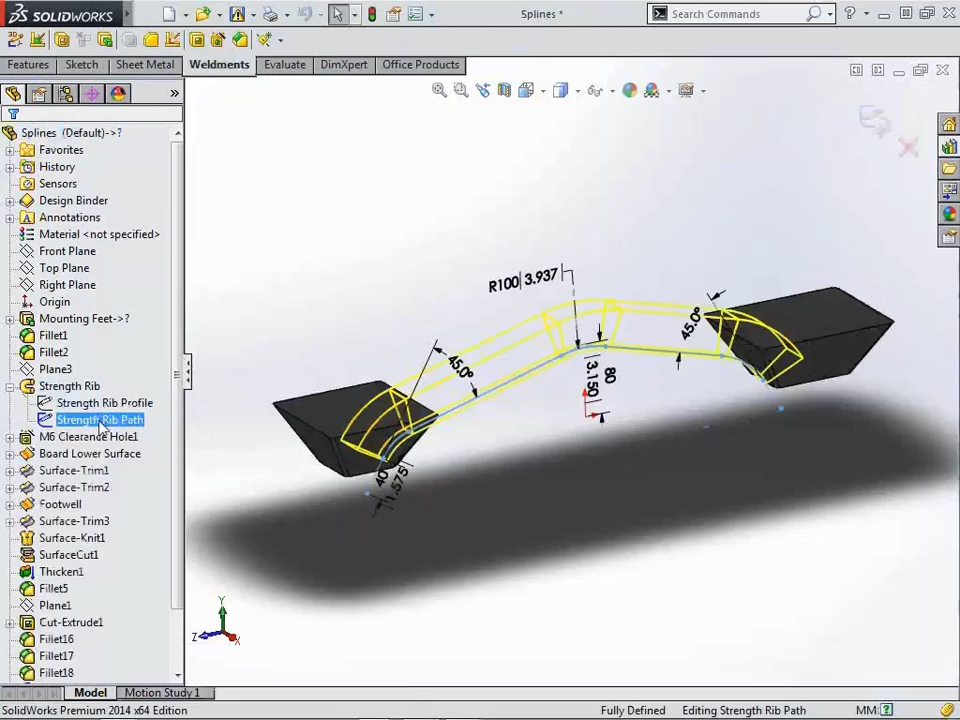 SOLIDWORKS
Splines *
Search Commands
Features
Sketch
Sheet Metal
Weldments
Evaluate
DimXpert
Office Products
Splines (Default)->?
Favorites
History
Sensors
Design Binder
Annotations
Material <not specified>
Front Plane
Top Plane
Right Plane
Origin
Mounting Feet->?
Fillet1
Fillet2
Plane3
Strength Rib
Strength Rib Profile
Strength Rib Path
M6 Clearance Hole1
Board Lower Surface
Surface-Trim1
Surface-Trim2
Footwell
Surface-Trim3
Surface-Knit1
SurfaceCut1
Thicken1
Fillet5
Plane1
Cut-Extrude1
Fillet16
Fillet17
Fillet18
R100 3.937
45.0°
45.0°
80
3.150
40
1.575
Y
Z
X
Model
Motion Study 1
SolidWorks Premium 2014 x64 Edition
Fully Defined
Editing Strength Rib Path
MM: